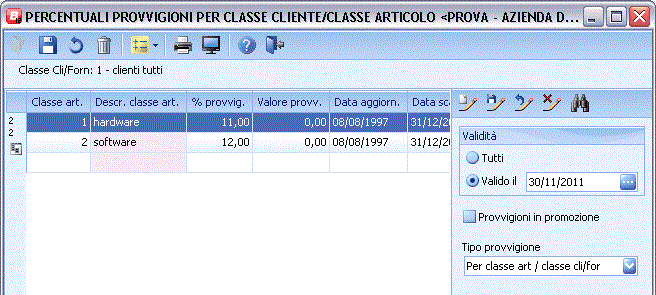 PERCENTUALI PROVVIGIONI PER CLASSE CLIENTE/CLASSE ARTICOLO <PROVA - AZIENDA D...
Classe Cli/Forn: 1 - clienti tutti
Classe art. Descr. classe art. % provvig. Valore provv. Data aggiorn. Data sc
2
2
1 hardware 11,00 0,00 08/08/1997 31/12/2
2 software 12,00 0,00 08/08/1997 31/12/2
Validità
Tutti
Valido il 30/11/2011 ...
Provvigioni in promozione
Tipo provvigione
Per classe art / classe cli/for